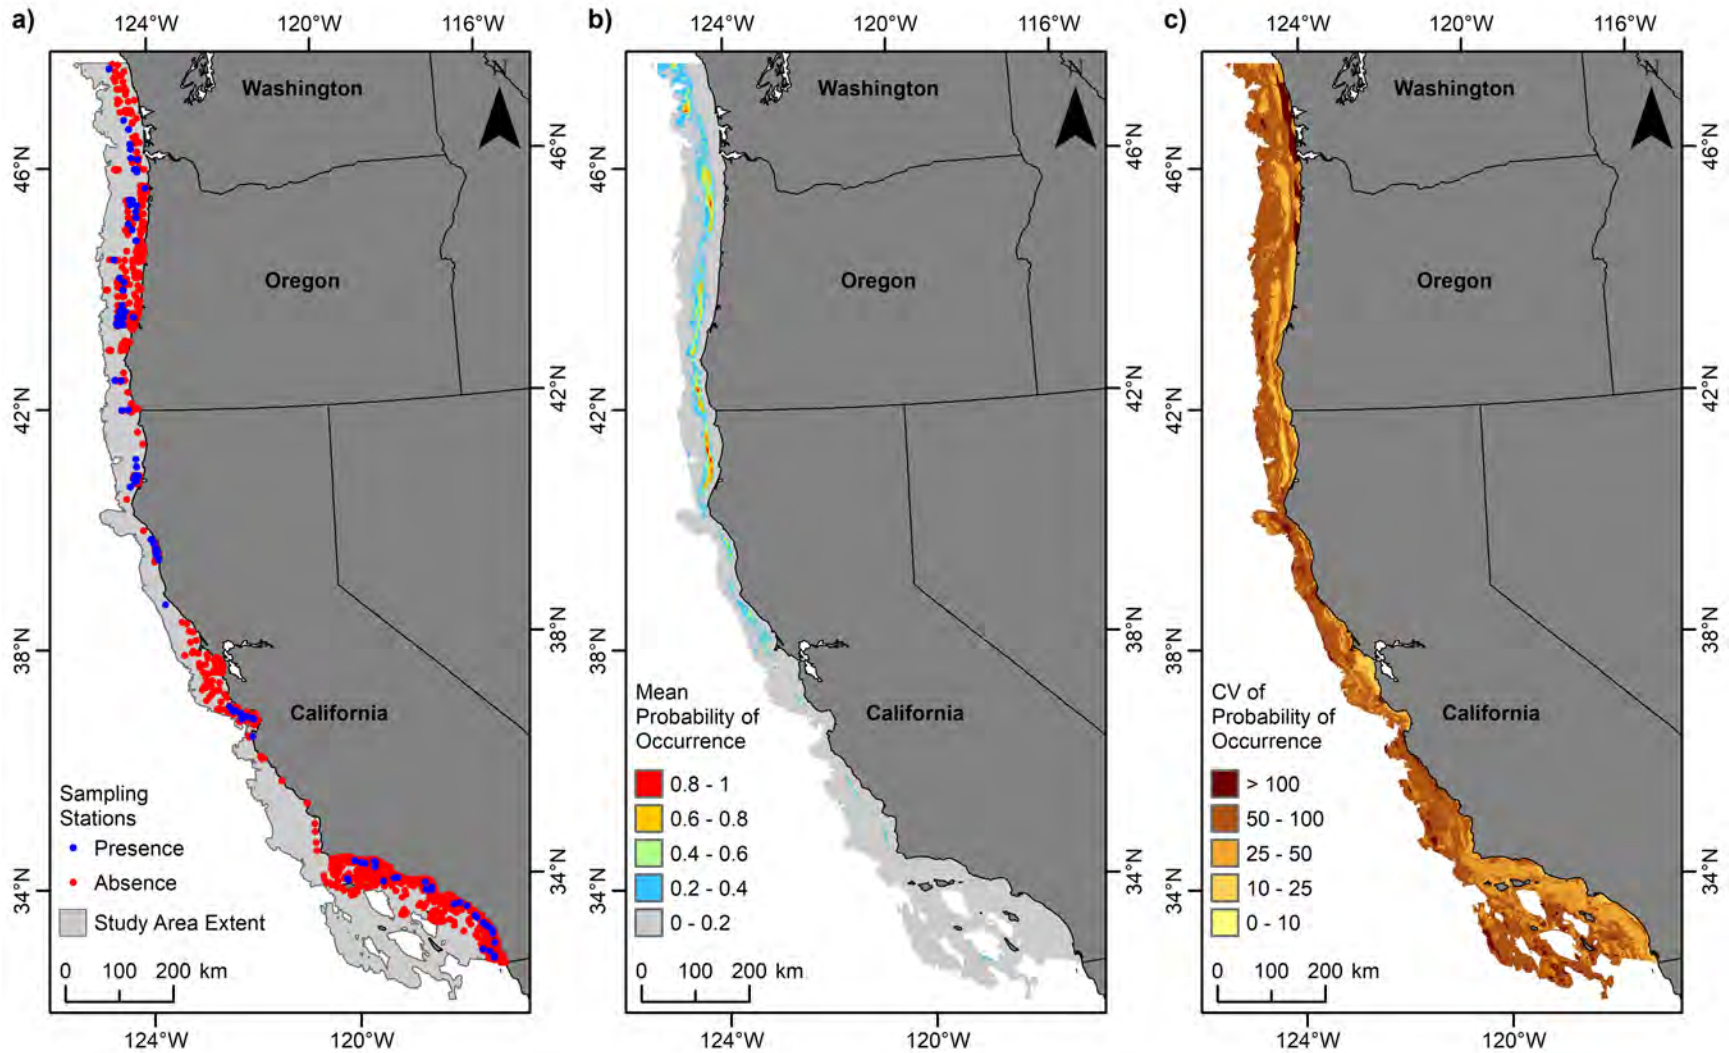 a)
124°W
120°W
116°W
Washington
Oregon
California
46°N
42°N
38°N
34°N
46°N
42°N
38°N
34°N
Sampling
Stations
Presence
Absence
Study Area Extent
0 100 200 km
124°W
120°W
b)
124°W
120°W
116°W
Washington
Oregon
California
46°N
42°N
38°N
34°N
46°N
42°N
38°N
34°N
Mean
Probability of
Occurrence
0.8 - 1
0.6 - 0.8
0.4 - 0.6
0.2 - 0.4
0 - 0.2
0 100 200 km
124°W
120°W
c)
124°W
120°W
116°W
Washington
Oregon
California
46°N
42°N
38°N
34°N
46°N
42°N
38°N
34°N
CV of
Probability of
Occurrence
> 100
50 - 100
25 - 50
10 - 25
0 - 10
0 100 200 km
124°W
120°W